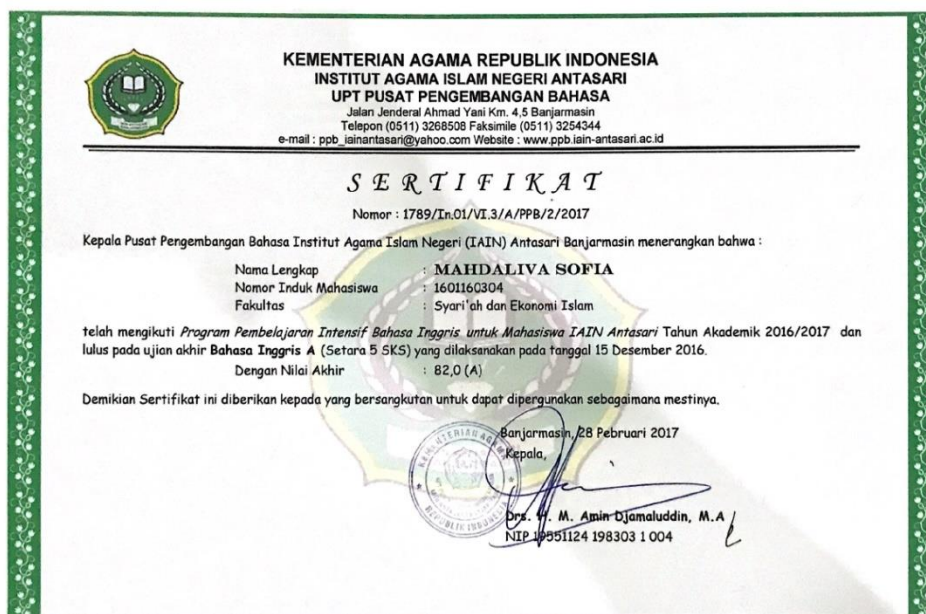 KEMENTERIAN AGAMA REPUBLIK INDONESIA
INSTITUT AGAMA ISLAM NEGERI ANTASARI
UPT PUSAT PENGEMBANGAN BAHASA
Jalan Jenderal Ahmad Yani Km. 4,5 Banjarmasin
Telepon (0511) 3268508 Faksimile (0511) 3254344
e-mail : ppb_iainantasari@yahoo.com Website : www.ppb.iain-antasari.ac.id
SERTIFIKAT
Nomor : 1789/In.01/VI.3/A/PPB/2/2017
Kepala Pusat Pengembangan Bahasa Institut Agama Islam Negeri (IAIN) Antasari Banjarmasin menerangkan bahwa :
Nama Lengkap : MAHDALIVA SOFIA
Nomor Induk Mahasiswa : 1601160304
Fakultas : Syari'ah dan Ekonomi Islam
telah mengikuti Program Pembelajaran Intensif Bahasa Inggris untuk Mahasiswa IAIN Antasari Tahun Akademik 2016/2017 dan
lulus pada ujian akhir Bahasa Inggris A (Setara 5 SKS) yang dilaksanakan pada tanggal 15 Desember 2016.
Dengan Nilai Akhir : 82,0 (A)
Demikian Sertifikat ini diberikan kepada yang bersangkutan untuk dapat dipergunakan sebagaimana mestinya.
Banjarmasin, 28 Pebruari 2017
Kepala,
KEMENTERIAN AGAMA
REPUBLIK INDONESIA
Drs. H. M. Amin Djamaluddin, M.A
NIP 19551124 198303 1 004